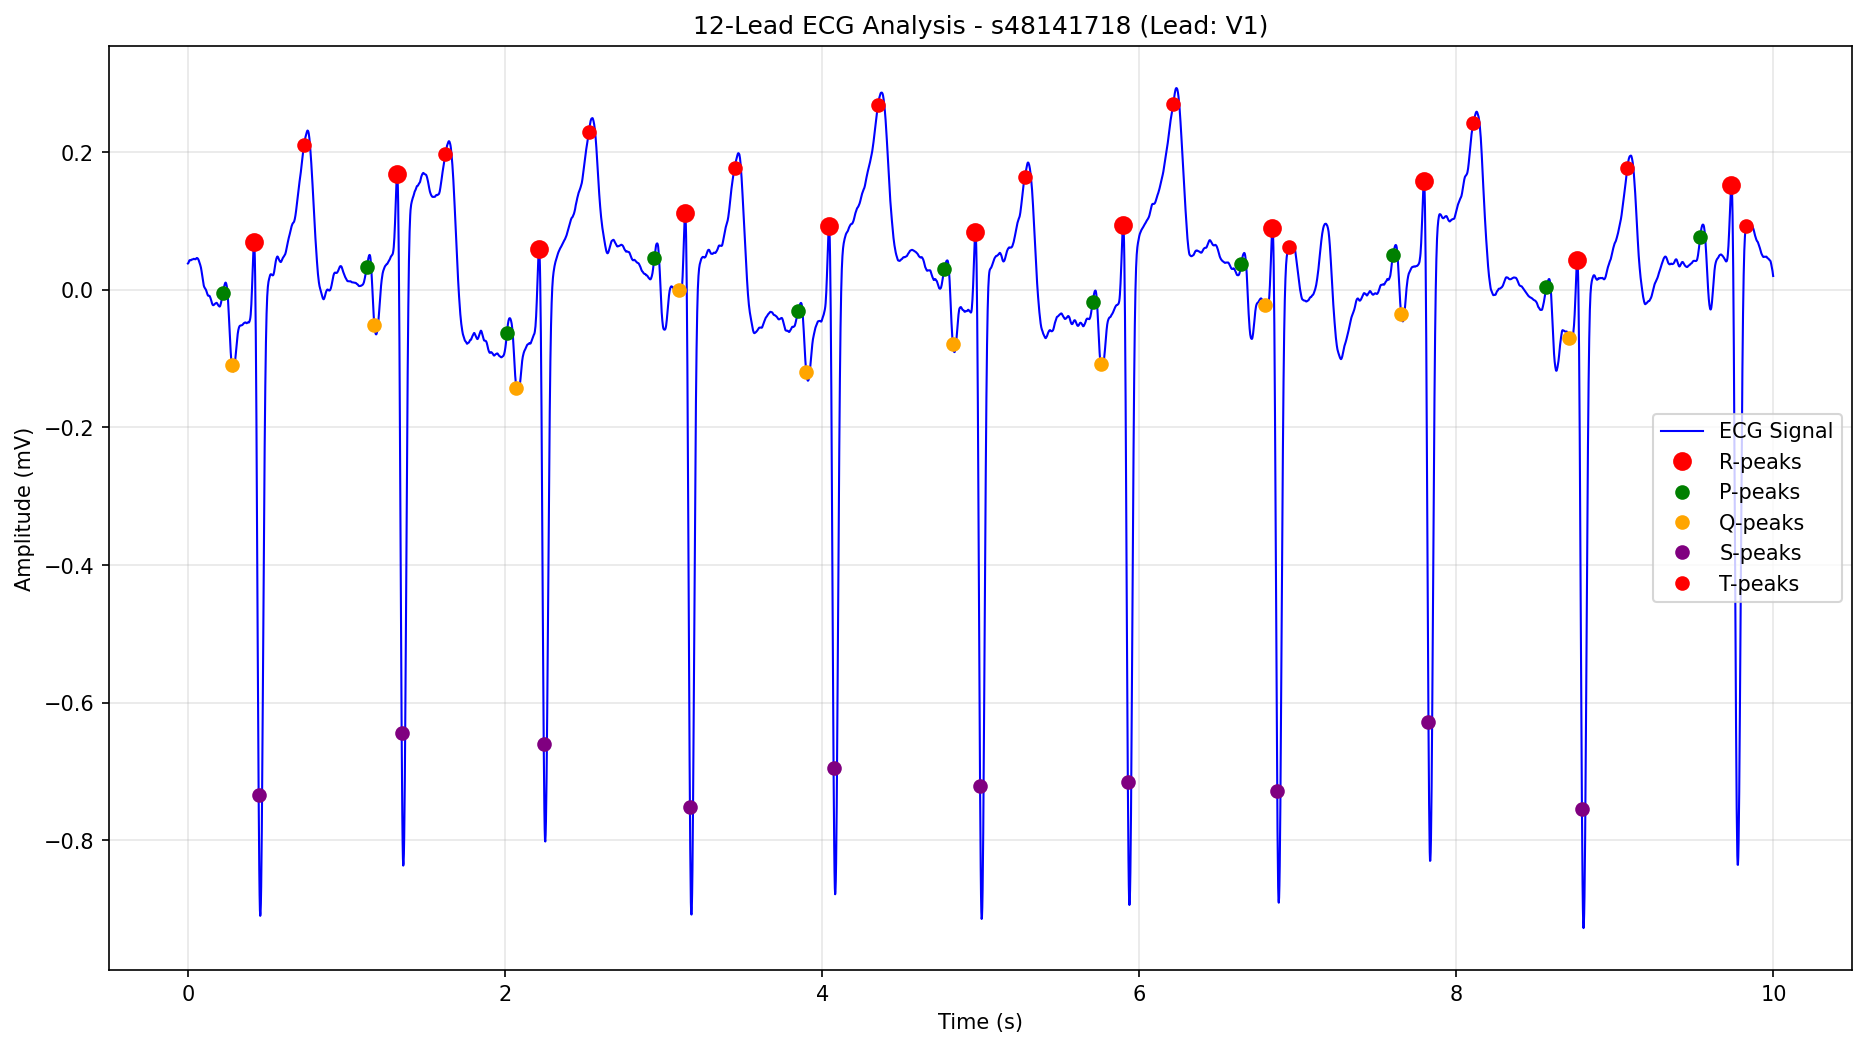 12-Lead ECG Analysis - s48141718 (Lead: V1)
Amplitude (mV)
0.2
0.0
−0.2
−0.4
−0.6
−0.8
ECG Signal
R-peaks
P-peaks
Q-peaks
S-peaks
T-peaks
0 2 4 6 8 10
Time (s)